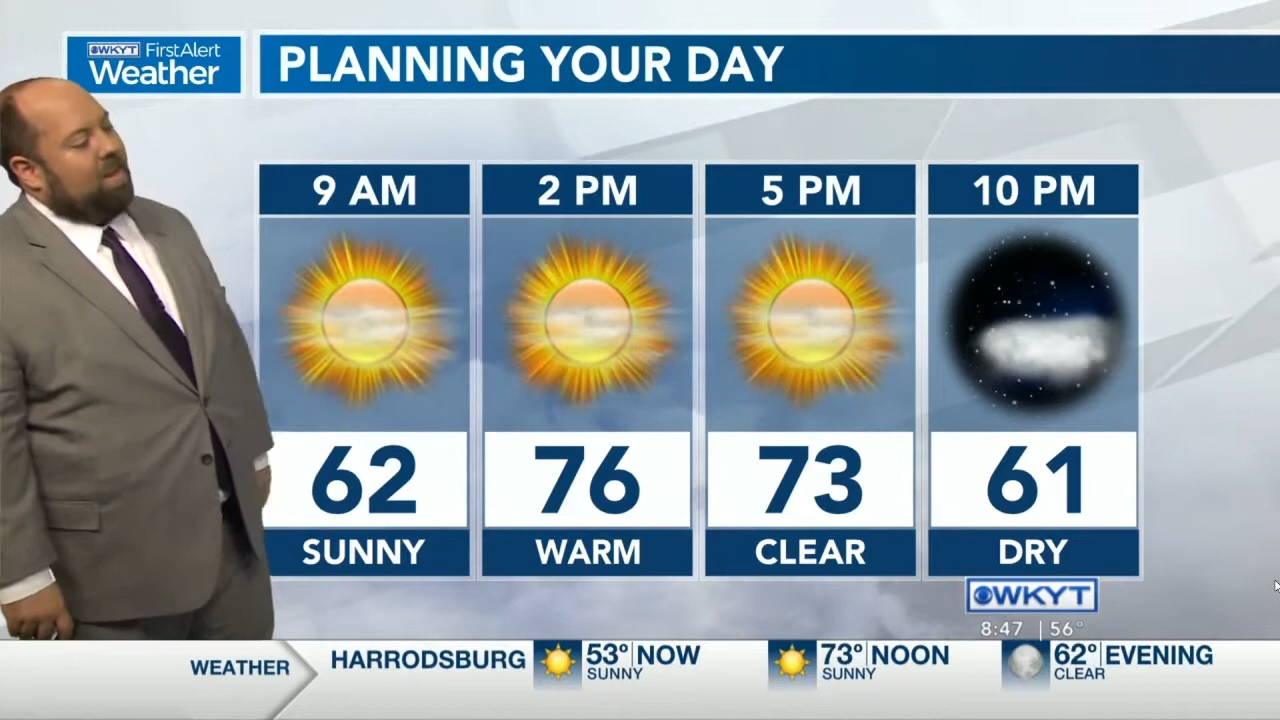 WKYT FirstAlert
Weather
PLANNING YOUR DAY
9 AM
2 PM
5 PM
10 PM
62
76
73
61
SUNNY
WARM
CLEAR
DRY
WKYT
8:47 | 56°
WEATHER
HARRODSBURG
53° NOW
SUNNY
73° NOON
SUNNY
62° EVENING
CLEAR